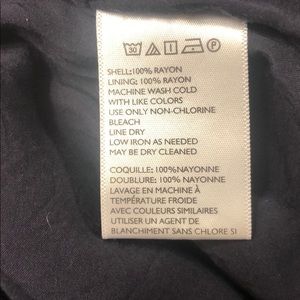 30 P
SHELL:100% RAYON
LINING: 100% RAYON
MACHINE WASH COLD
WITH LIKE COLORS
USE ONLY NON-CHLORINE
BLEACH
LINE DRY
LOW IRON AS NEEDED
MAY BE DRY CLEANED
COQUILLE: 100%NAYONNE
DOUBLURE: 100% NAYONNE
LAVAGE EN MACHINE À
TEMPÉRATURE FROIDE
AVEC COULEURS SIMILAIRES
UTILISER UN AGENT DE
BLANCHIMENT SANS CHLORE SI